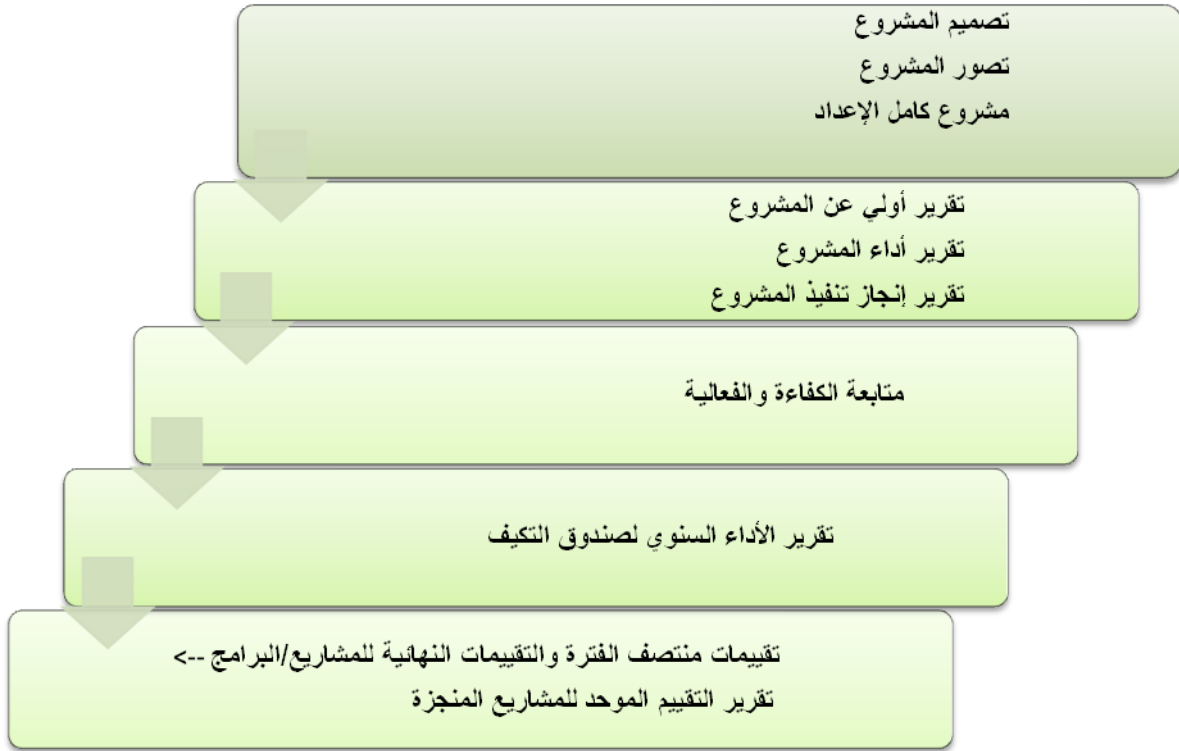 تصميم المشروع
تصور المشروع
مشروع كامل الإعداد
تقرير أولي عن المشروع
تقرير أداء المشروع
تقرير إنجاز تنفيذ المشروع
متابعة الكفاءة والفعالية
تقرير الأداء السنوي لصندوق التكيف
تقييمات منتصف الفترة والتقييمات النهائية للمشاريع/البرامج -->
تقرير التقييم الموحد للمشاريع المنجزة